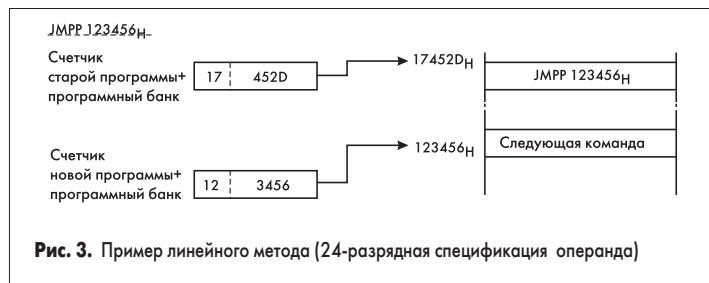 JMPP 123456H
Счетчик
старой программы+
программный банк
17 452D
17452DH
JMPP 123456H
Счетчик
новой программы+
программный банк
12 3456
123456H
Следующая команда
Рис. 3. Пример линейного метода (24-разрядная спецификация операнда)